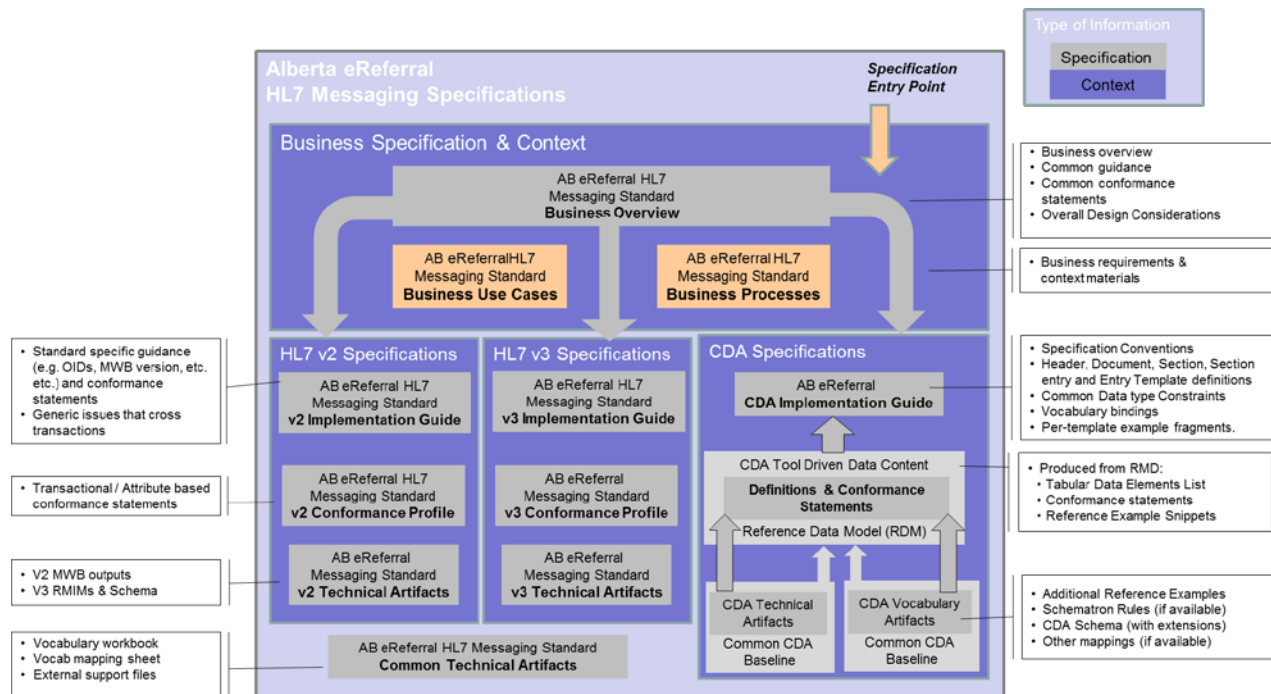 Type of Information
Specification
Context
Alberta eReferral
HL7 Messaging Specifications
Specification
Entry Point
Business Specification & Context
AB eReferral HL7
Messaging Standard
Business Overview
AB eReferralHL7
Messaging Standard
Business Use Cases
AB eReferral HL7
Messaging Standard
Business Processes
• Business overview
• Common guidance
• Common conformance
statements
• Overall Design Considerations
• Business requirements &
context materials
• Standard specific guidance
(e.g. OIDs, MWB version, etc.
etc.) and conformance
statements
• Generic issues that cross
transactions
• Transactional / Attribute based
conformance statements
• V2 MWB outputs
• V3 RMIMs & Schema
• Vocabulary workbook
• Vocab mapping sheet
• External support files
HL7 v2 Specifications
AB eReferral HL7
Messaging Standard
v2 Implementation Guide
AB eReferral HL7
Messaging Standard
v2 Conformance Profile
AB eReferral
Messaging Standard
v2 Technical Artifacts
HL7 v3 Specifications
AB eReferral HL7
Messaging Standard
v3 Implementation Guide
AB eReferral
Messaging Standard
v3 Conformance Profile
AB eReferral
Messaging Standard
v3 Technical Artifacts
AB eReferral HL7 Messaging Standard
Common Technical Artifacts
CDA Specifications
AB eReferral
CDA Implementation Guide
CDA Tool Driven Data Content
Definitions & Conformance
Statements
Reference Data Model (RDM)
CDA Technical
Artifacts
Common CDA
Baseline
CDA Vocabulary
Artifacts
Common CDA
Baseline
• Specification Conventions
• Header, Document, Section, Section
entry and Entry Template definitions
• Common Data type Constraints
• Vocabulary bindings
• Per-template example fragments.
• Produced from RMD:
• Tabular Data Elements List
• Conformance statements
• Reference Example Snippets
• Additional Reference Examples
• Schematron Rules (if available)
• CDA Schema (with extensions)
• Other mappings (if available)